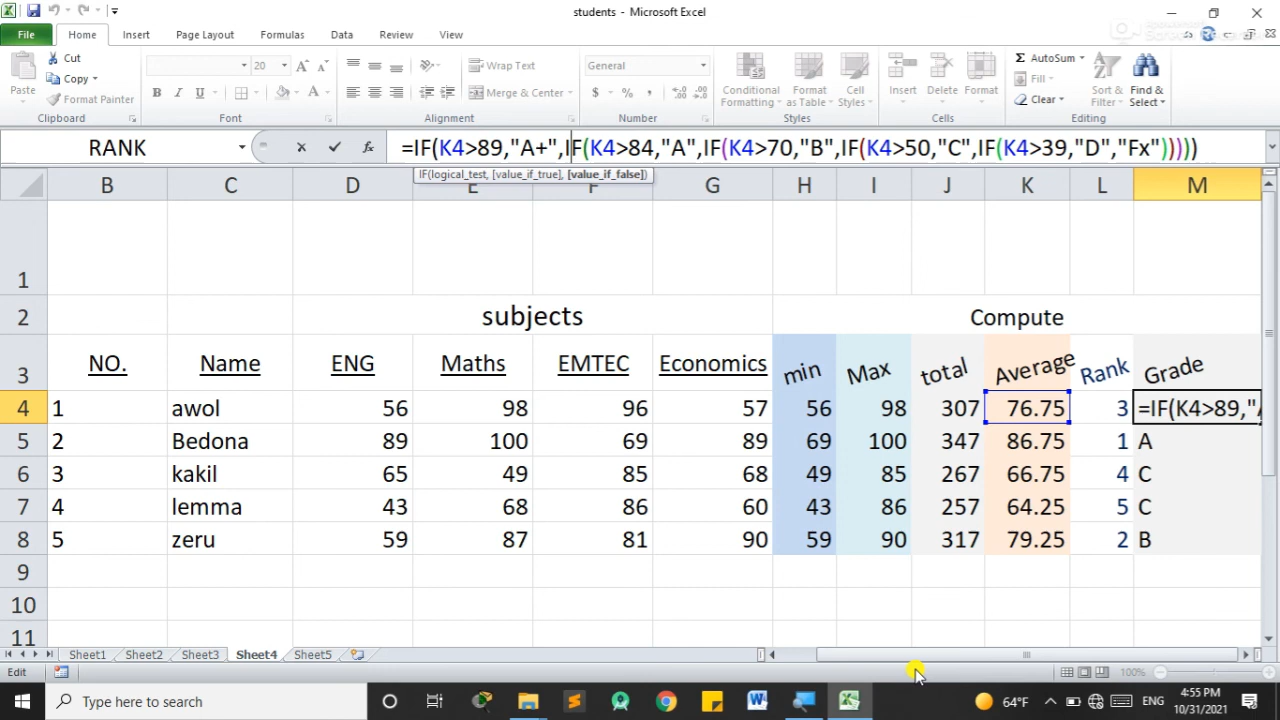 students - Microsoft Excel
File Home Insert Page Layout Formulas Data Review View
Cut
Copy
Format Painter
Paste
Clipboard
20
B I U
Font
Wrap Text
Merge & Center
Alignment
General
$ % ,
Number
Conditional Formatting
Format as Table
Cell Styles
Styles
Insert Delete Format
Cells
AutoSum
Fill
Clear
Sort & Filter
Find & Select
Editing
RANK fx =IF(K4>89,"A+",IF(K4>84,"A",IF(K4>70,"B",IF(K4>50,"C",IF(K4>39,"D","Fx")))))
IF(logical_test, [value_if_true], [value_if_false])
B C D E F G H I J K L M
1
2 subjects Compute
3 NO. Name ENG Maths EMTEC Economics min Max total Average Rank Grade
4 1 awol 56 98 96 57 56 98 307 76.75 3 =IF(K4>89,"A
5 2 Bedona 89 100 69 89 69 100 347 86.75 1 A
6 3 kakil 65 49 85 68 49 85 267 66.75 4 C
7 4 lemma 43 68 86 60 43 86 257 64.25 5 C
8 5 zeru 59 87 81 90 59 90 317 79.25 2 B
9
10
11
Sheet1 Sheet2 Sheet3 Sheet4 Sheet5
Edit 100%
Type here to search 64°F ENG 4:55 PM
10/31/2021